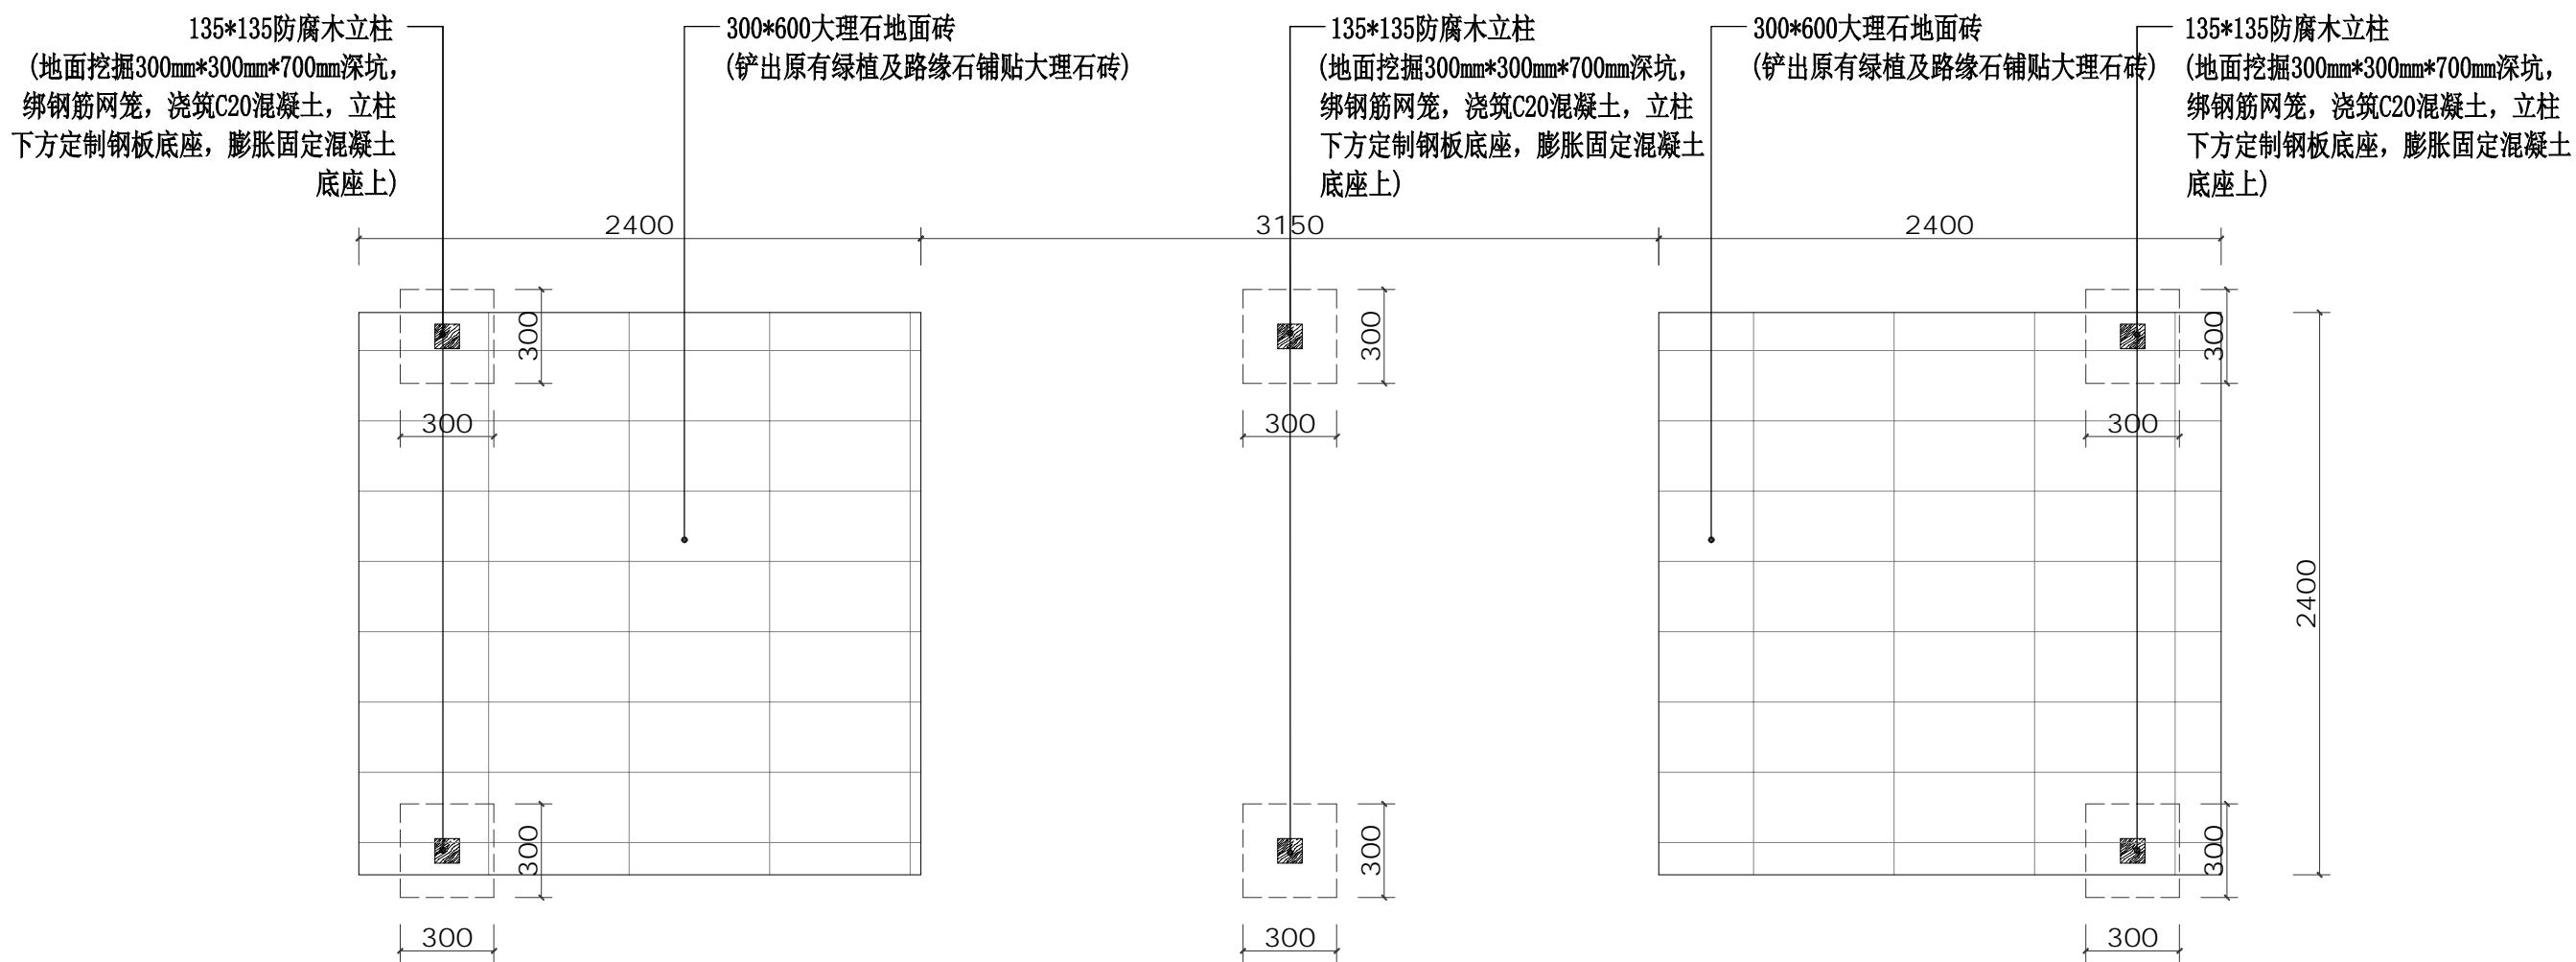 135*135防腐木立柱
(地面挖掘300mm*300mm*700mm深坑，
绑钢筋网笼，浇筑C20混凝土，立柱
下方定制钢板底座，膨胀固定混凝土
底座上)
300*600大理石地面砖
(铲出原有绿植及路缘石铺贴大理石砖)
135*135防腐木立柱
(地面挖掘300mm*300mm*700mm深坑，
绑钢筋网笼，浇筑C20混凝土，立柱
下方定制钢板底座，膨胀固定混凝土
底座上)
300*600大理石地面砖
(铲出原有绿植及路缘石铺贴大理石砖)
135*135防腐木立柱
(地面挖掘300mm*300mm*700mm深坑，
绑钢筋网笼，浇筑C20混凝土，立柱
下方定制钢板底座，膨胀固定混凝土
底座上)
2400
3150
2400
300
300
300
300
300
300
2400
300
300
300
300
300
300